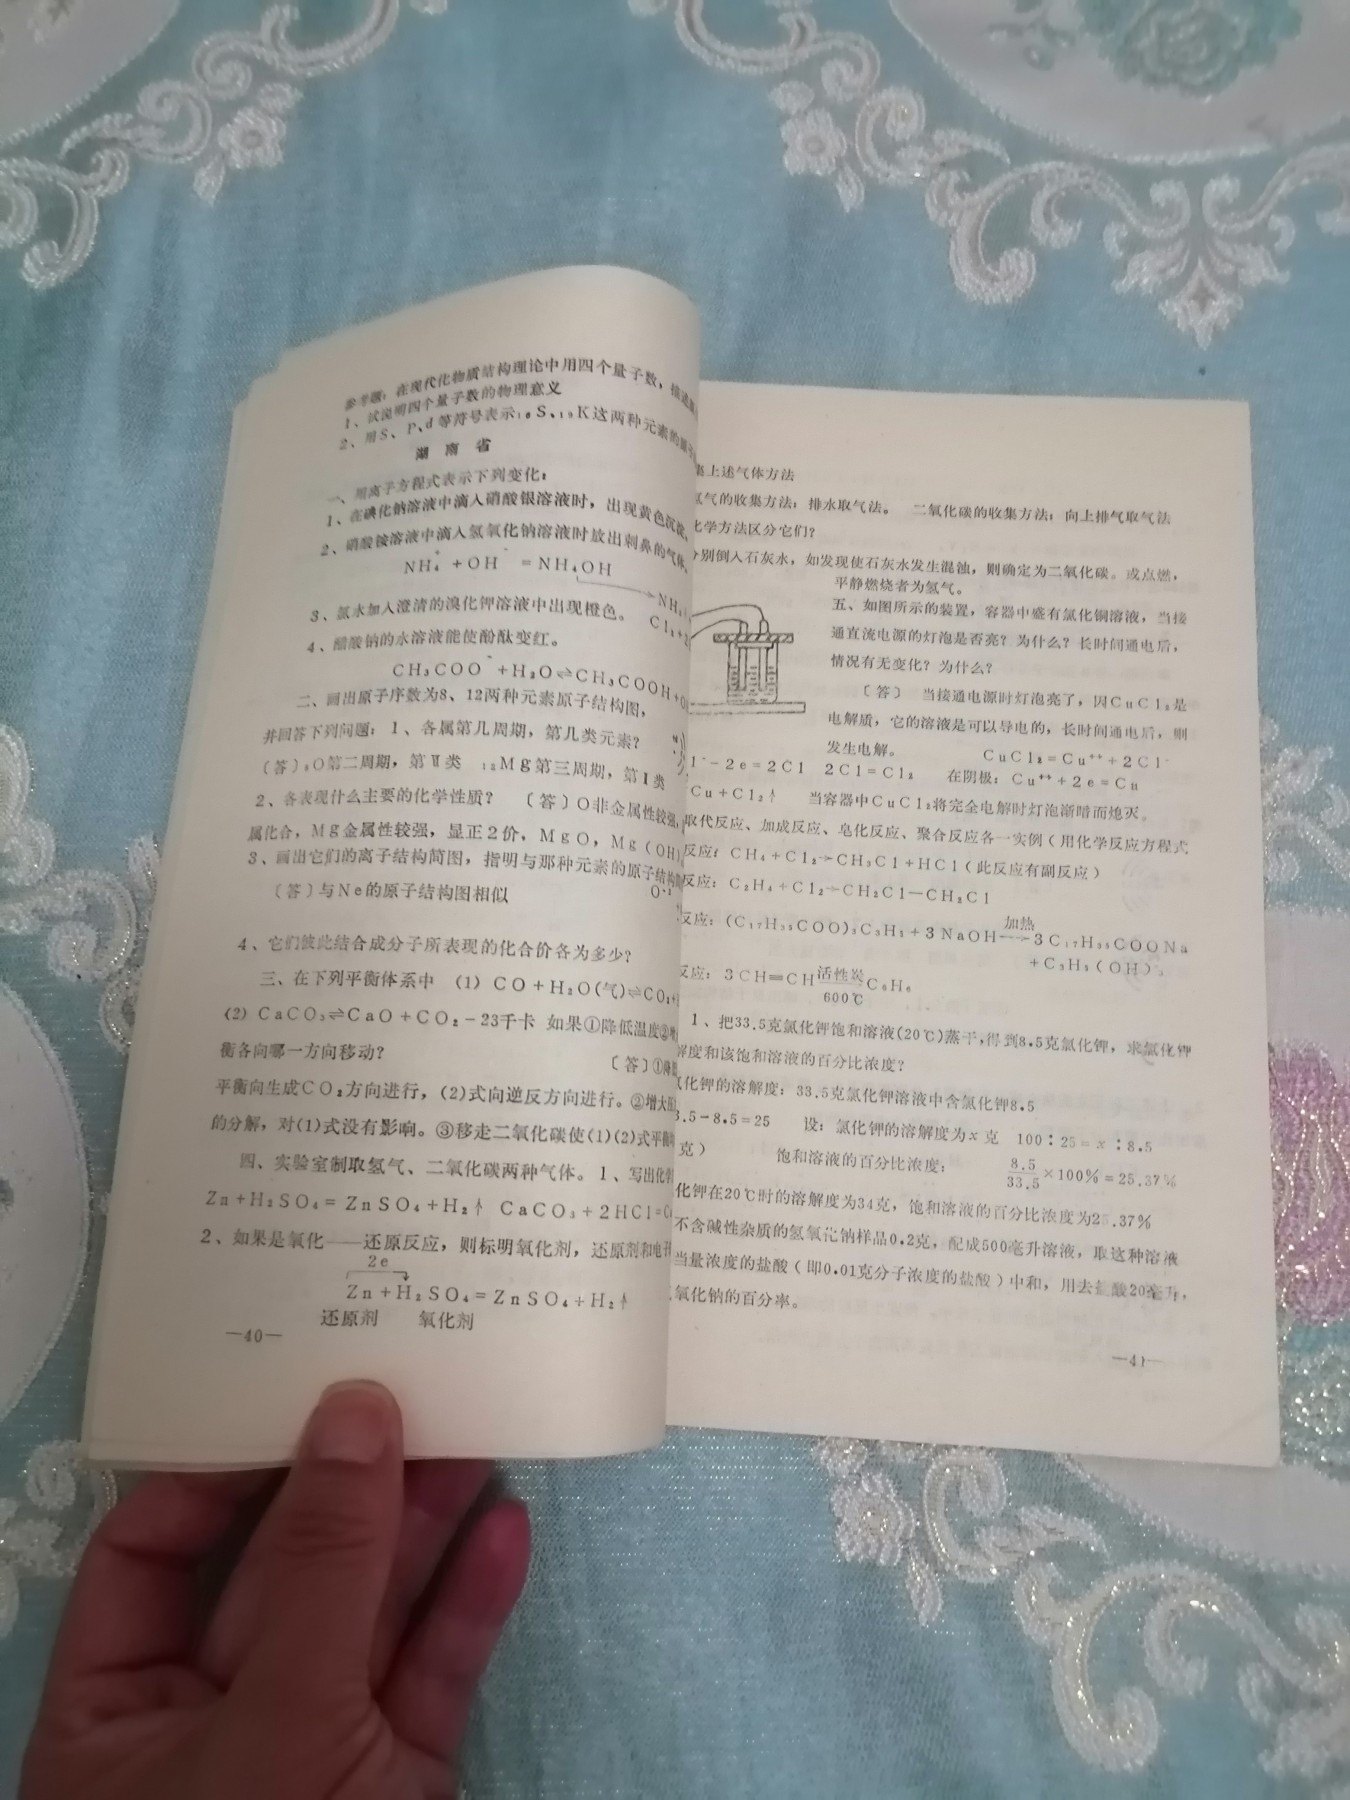 参考题：在现代化物质结构理论中用四个量子数，
1、试说明四个量子数的物理意义
2、用S、P、d等符号表示₁₆S、₁₉K这两种元素的
湖南省
一、用离子方程式表示下列变化：
1、在碘化钠溶液中滴入硝酸银溶液时，出现黄色沉淀，
2、硝酸铵溶液中滴入氢氧化钠溶液时放出刺鼻的气体，
NH₄⁺+OH⁻=NH₄OH
NH₃
3、氯水加入澄清的溴化钾溶液中出现橙色。 Cl₂+2
4、醋酸钠的水溶液能使酚酞变红。
CH₃COO⁻+H₂O⇌CH₃COOH+O
二、画出原子序数为8、12两种元素原子结构图，
并回答下列问题：1、各属第几周期，第几类元素？
〔答〕₈O第二周期，第Ⅵ类 ₁₂Mg第三周期，第Ⅱ类
2、各表现什么主要的化学性质？ 〔答〕O非金属性较强，
属化合，Mg金属性较强，显正2价，MgO，Mg(OH)
3、画出它们的离子结构简图，指明与那种元素的原子结构
〔答〕与Ne的原子结构图相似 O⁻²
4、它们彼此结合成分子所表现的化合价各为多少？
三、在下列平衡体系中 (1) CO+H₂O(气)⇌CO₂+
(2) CaCO₃⇌CaO+CO₂-23千卡 如果①降低温度②增
衡各向哪一方向移动？ 〔答〕①降
平衡向生成CO₂方向进行，(2)式向逆反方向进行。②增大
的分解，对(1)式没有影响。③移走二氧化碳使(1)(2)式平衡
四、实验室制取氢气、二氧化碳两种气体。1、写出化
Zn+H₂SO₄=ZnSO₄+H₂↑ CaCO₃+2HCl=C
2、如果是氧化——还原反应，则标明氧化剂，还原剂和电子
2e
Zn+H₂SO₄=ZnSO₄+H₂↑
还原剂 氧化剂
—40—
集上述气体方法
气的收集方法：排水取气法。 二氧化碳的收集方法：向上排气取气法
化学方法区分它们？
分别倒入石灰水，如发现使石灰水发生混浊，则确定为二氧化碳。或点燃，
平静燃烧者为氢气。
五、如图所示的装置，容器中盛有氯化铜溶液，当接
通直流电源的灯泡是否亮？为什么？长时间通电后，
情况有无变化？为什么？
〔答〕 当接通电源时灯泡亮了，因CuCl₂是
电解质，它的溶液是可以导电的，长时间通电后，则
发生电解。 CuCl₂=Cu⁺⁺+2Cl⁻
l⁻-2e=2Cl 2Cl=Cl₂ 在阴极：Cu⁺⁺+2e=Cu
Cu+Cl₂↑ 当容器中CuCl₂将完全电解时灯泡渐暗而熄灭。
取代反应、加成反应、皂化反应、聚合反应各一实例（用化学反应方程式
反应：CH₄+Cl₂→CH₃Cl+HCl（此反应有副反应）
反应：C₂H₄+Cl₂→CH₂Cl—CH₂Cl
反应：(C₁₇H₃₅COO)₃C₃H₅+3NaOH 加热→3C₁₇H₃₅COONa
+C₃H₅(OH)₃
反应：3CH≡CH 活性炭 C₆H₆
600℃
1、把33.5克氯化钾饱和溶液(20℃)蒸干，得到8.5克氯化钾，求氯化钾
解度和该饱和溶液的百分比浓度？
化钾的溶解度：33.5克氯化钾溶液中含氯化钾8.5
3.5-8.5=25 设：氯化钾的溶解度为x克 100：25=x：8.5
克） 饱和溶液的百分比浓度： 8.5/33.5×100%=25.37%
化钾在20℃时的溶解度为34克，饱和溶液的百分比浓度为25.37%
不含碱性杂质的氢氧化钠样品0.2克，配成500毫升溶液，取这种溶液
当量浓度的盐酸（即0.01克分子浓度的盐酸）中和，用去盐酸20毫升，
氧化钠的百分率。
—41—